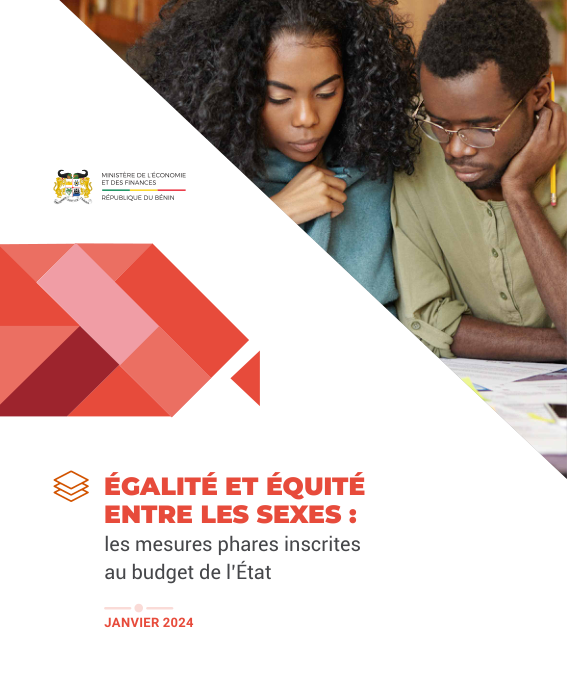 MINISTÈRE DE L'ÉCONOMIE
ET DES FINANCES
RÉPUBLIQUE DU BÉNIN
ÉGALITÉ ET ÉQUITÉ
ENTRE LES SEXES :
les mesures phares inscrites
au budget de l'État
JANVIER 2024